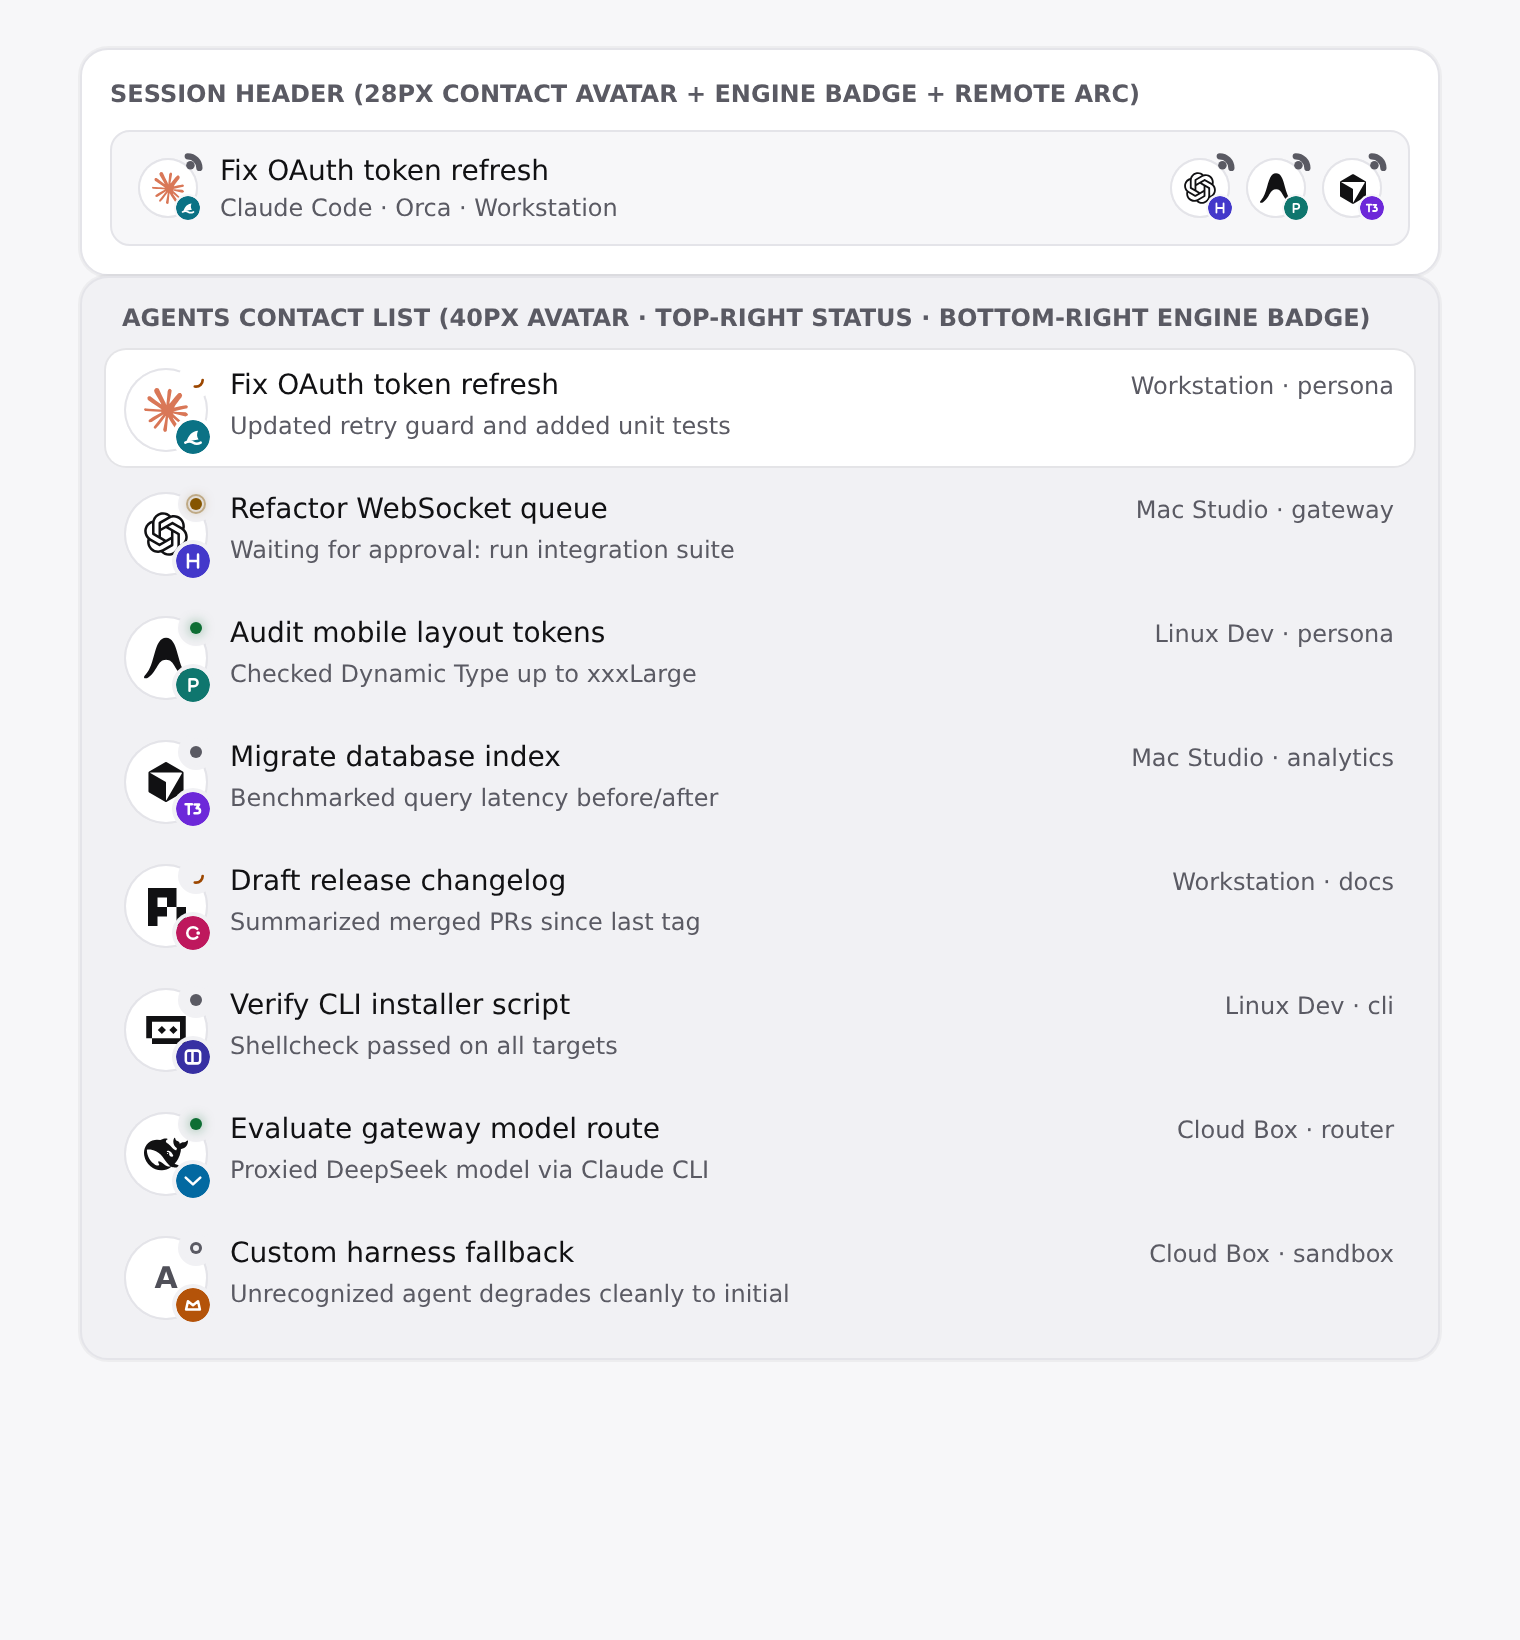 SESSION HEADER (28PX CONTACT AVATAR + ENGINE BADGE + REMOTE ARC)
Fix OAuth token refresh
Claude Code · Orca · Workstation
H
P
T3
AGENTS CONTACT LIST (40PX AVATAR · TOP-RIGHT STATUS · BOTTOM-RIGHT ENGINE BADGE)
Fix OAuth token refresh
Workstation · persona
Updated retry guard and added unit tests
Refactor WebSocket queue
Mac Studio · gateway
H
Waiting for approval: run integration suite
Audit mobile layout tokens
Linux Dev · persona
P
Checked Dynamic Type up to xxxLarge
Migrate database index
Mac Studio · analytics
T3
Benchmarked query latency before/after
Draft release changelog
Workstation · docs
Summarized merged PRs since last tag
Verify CLI installer script
Linux Dev · cli
Shellcheck passed on all targets
Evaluate gateway model route
Cloud Box · router
Proxied DeepSeek model via Claude CLI
A
Custom harness fallback
Cloud Box · sandbox
Unrecognized agent degrades cleanly to initial